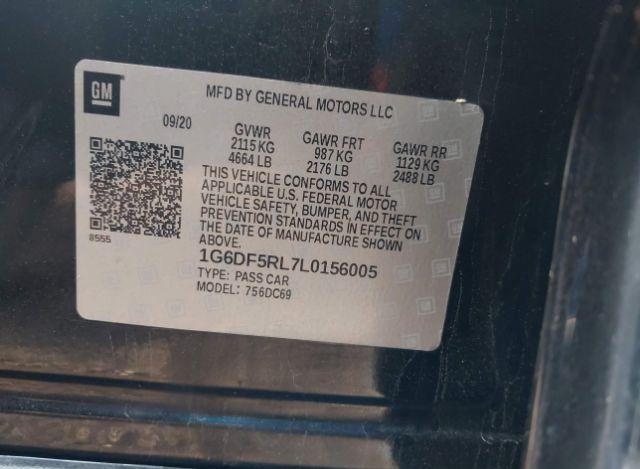 GM
MFD BY GENERAL MOTORS LLC
09/20
GVWR
2115 KG
4664 LB
GAWR FRT
987 KG
2176 LB
GAWR RR
1129 KG
2488 LB
THIS VEHICLE CONFORMS TO ALL
APPLICABLE U.S. FEDERAL MOTOR
VEHICLE SAFETY, BUMPER, AND THEFT
PREVENTION STANDARDS IN EFFECT ON
THE DATE OF MANUFACTURE SHOWN
ABOVE.
8555
1G6DF5RL7L0156005
TYPE: PASS CAR
MODEL: 756DC69